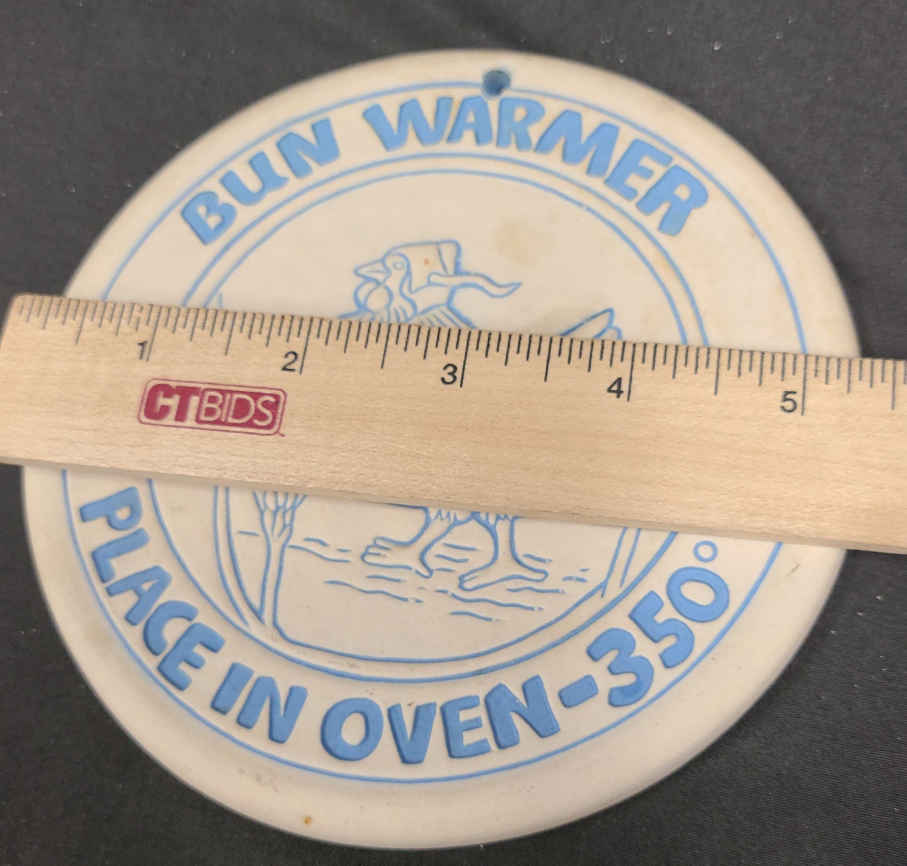 BUN WARMER
1 2 3 4 5
CTBIDS
PLACE IN OVEN-350°